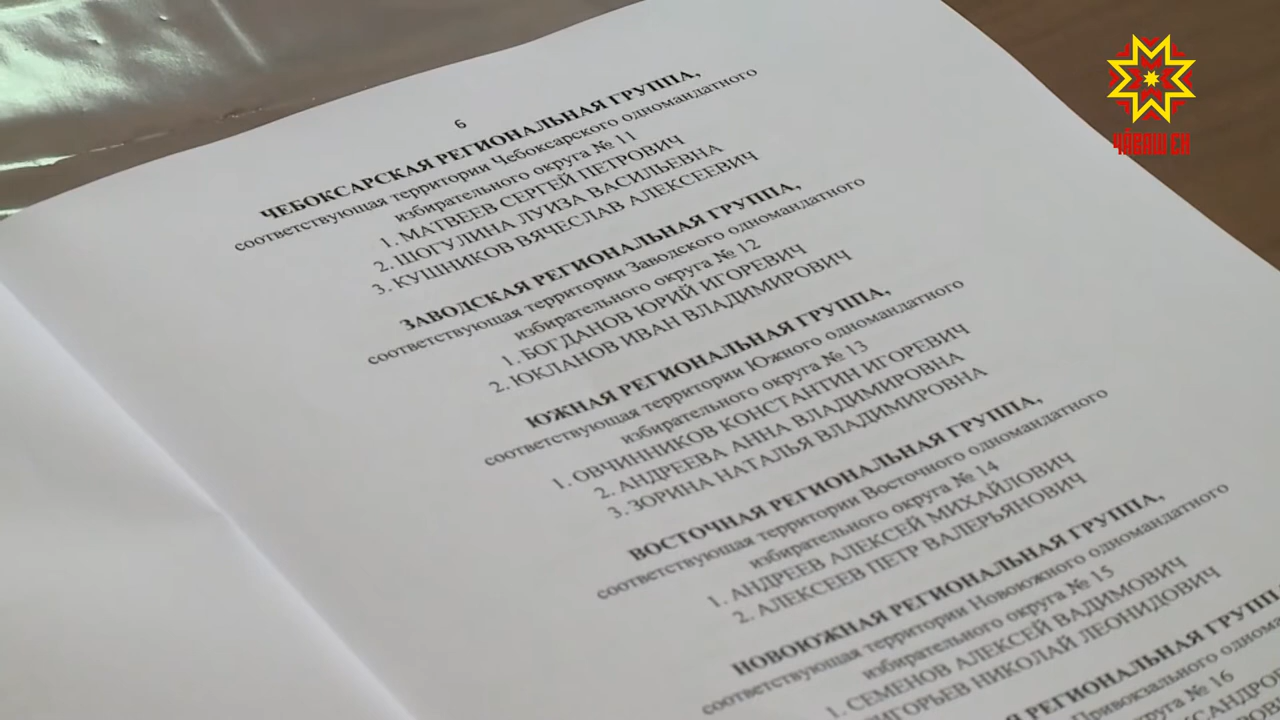 6
ЧЕБОКСАРСКАЯ РЕГИОНАЛЬНАЯ ГРУППА,
соответствующая территории Чебоксарского одномандатного
избирательного округа № 11
1. МАТВЕЕВ СЕРГЕЙ ПЕТРОВИЧ
2. ШОГУЛИНА ЛУИЗА ВАСИЛЬЕВНА
3. КУШНИКОВ ВЯЧЕСЛАВ АЛЕКСЕЕВИЧ
ЗАВОДСКАЯ РЕГИОНАЛЬНАЯ ГРУППА,
соответствующая территории Заводского одномандатного
избирательного округа № 12
1. БОГДАНОВ ЮРИЙ ИГОРЕВИЧ
2. ЮКЛАНОВ ИВАН ВЛАДИМИРОВИЧ
ЮЖНАЯ РЕГИОНАЛЬНАЯ ГРУППА,
соответствующая территории Южного одномандатного
избирательного округа № 13
1. ОВЧИННИКОВ КОНСТАНТИН ИГОРЕВИЧ
2. АНДРЕЕВА АННА ВЛАДИМИРОВНА
3. ЗОРИНА НАТАЛЬЯ ВЛАДИМИРОВНА
ВОСТОЧНАЯ РЕГИОНАЛЬНАЯ ГРУППА,
соответствующая территории Восточного одномандатного
избирательного округа № 14
1. АНДРЕЕВ АЛЕКСЕЙ МИХАЙЛОВИЧ
2. АЛЕКСЕЕВ ПЕТР ВАЛЕРЬЯНОВИЧ
НОВОЮЖНАЯ РЕГИОНАЛЬНАЯ ГРУППА,
соответствующая территории Новоюжного одномандатного
избирательного округа № 15
1. СЕМЕНОВ АЛЕКСЕЙ ВАДИМОВИЧ
НИКОЛАЙ ЛЕОНИДОВИЧ
РЕГИОНАЛЬНАЯ
Привокзального
округа № 16
ЧӐВАШ ЕН